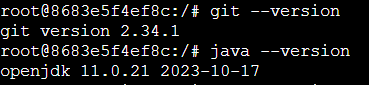 root@8683e5f4ef8c:/# git --version
git version 2.34.1
root@8683e5f4ef8c:/# java --version
openjdk 11.0.21 2023-10-17